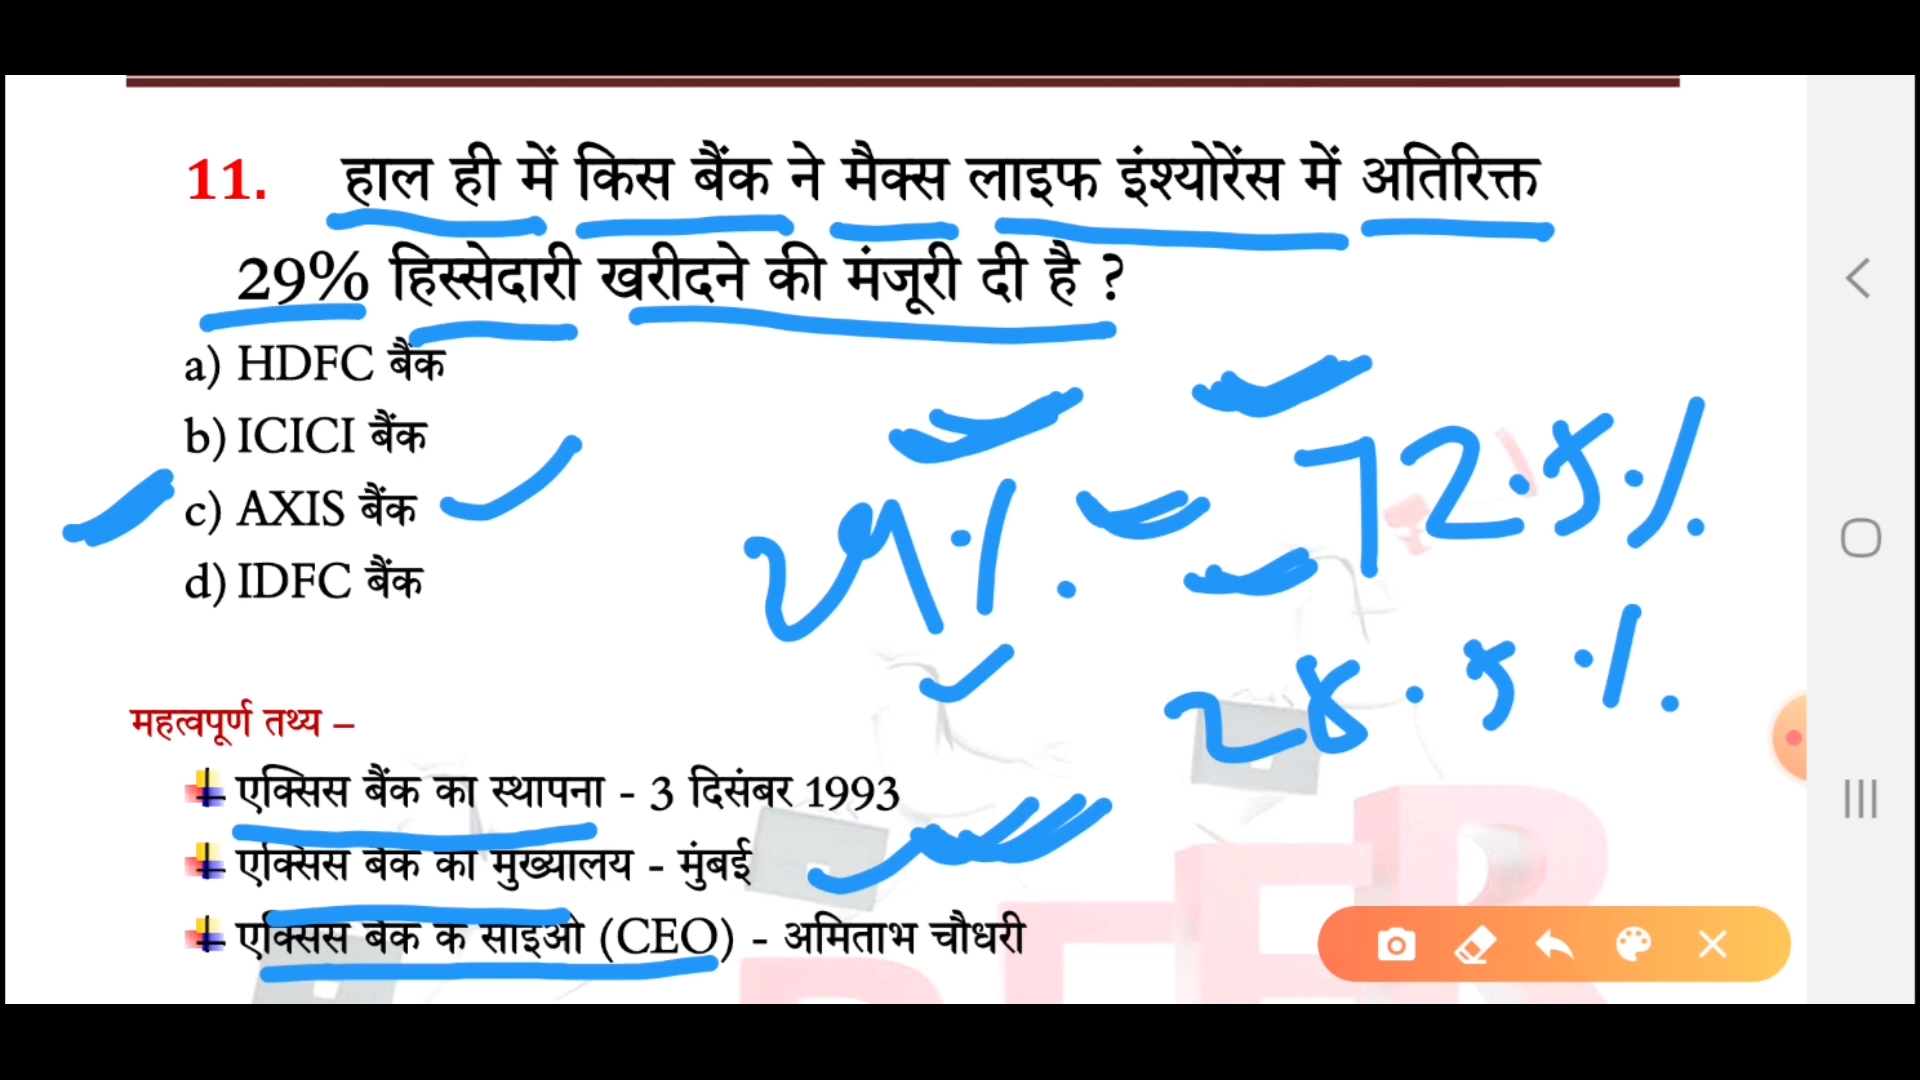 11. हाल ही में किस बैंक ने मैक्स लाइफ इंश्योरेंस में अतिरिक्त
29% हिस्सेदारी खरीदने की मंजूरी दी है ?
a) HDFC बैंक
b) ICICI बैंक
c) AXIS बैंक
d) IDFC बैंक
29%
72.5%
28.5%
महत्वपूर्ण तथ्य –
एक्सिस बैंक का स्थापना - 3 दिसंबर 1993
एक्सिस बैंक का मुख्यालय - मुंबई
एक्सिस बैंक क साइओ (CEO) - अमिताभ चौधरी